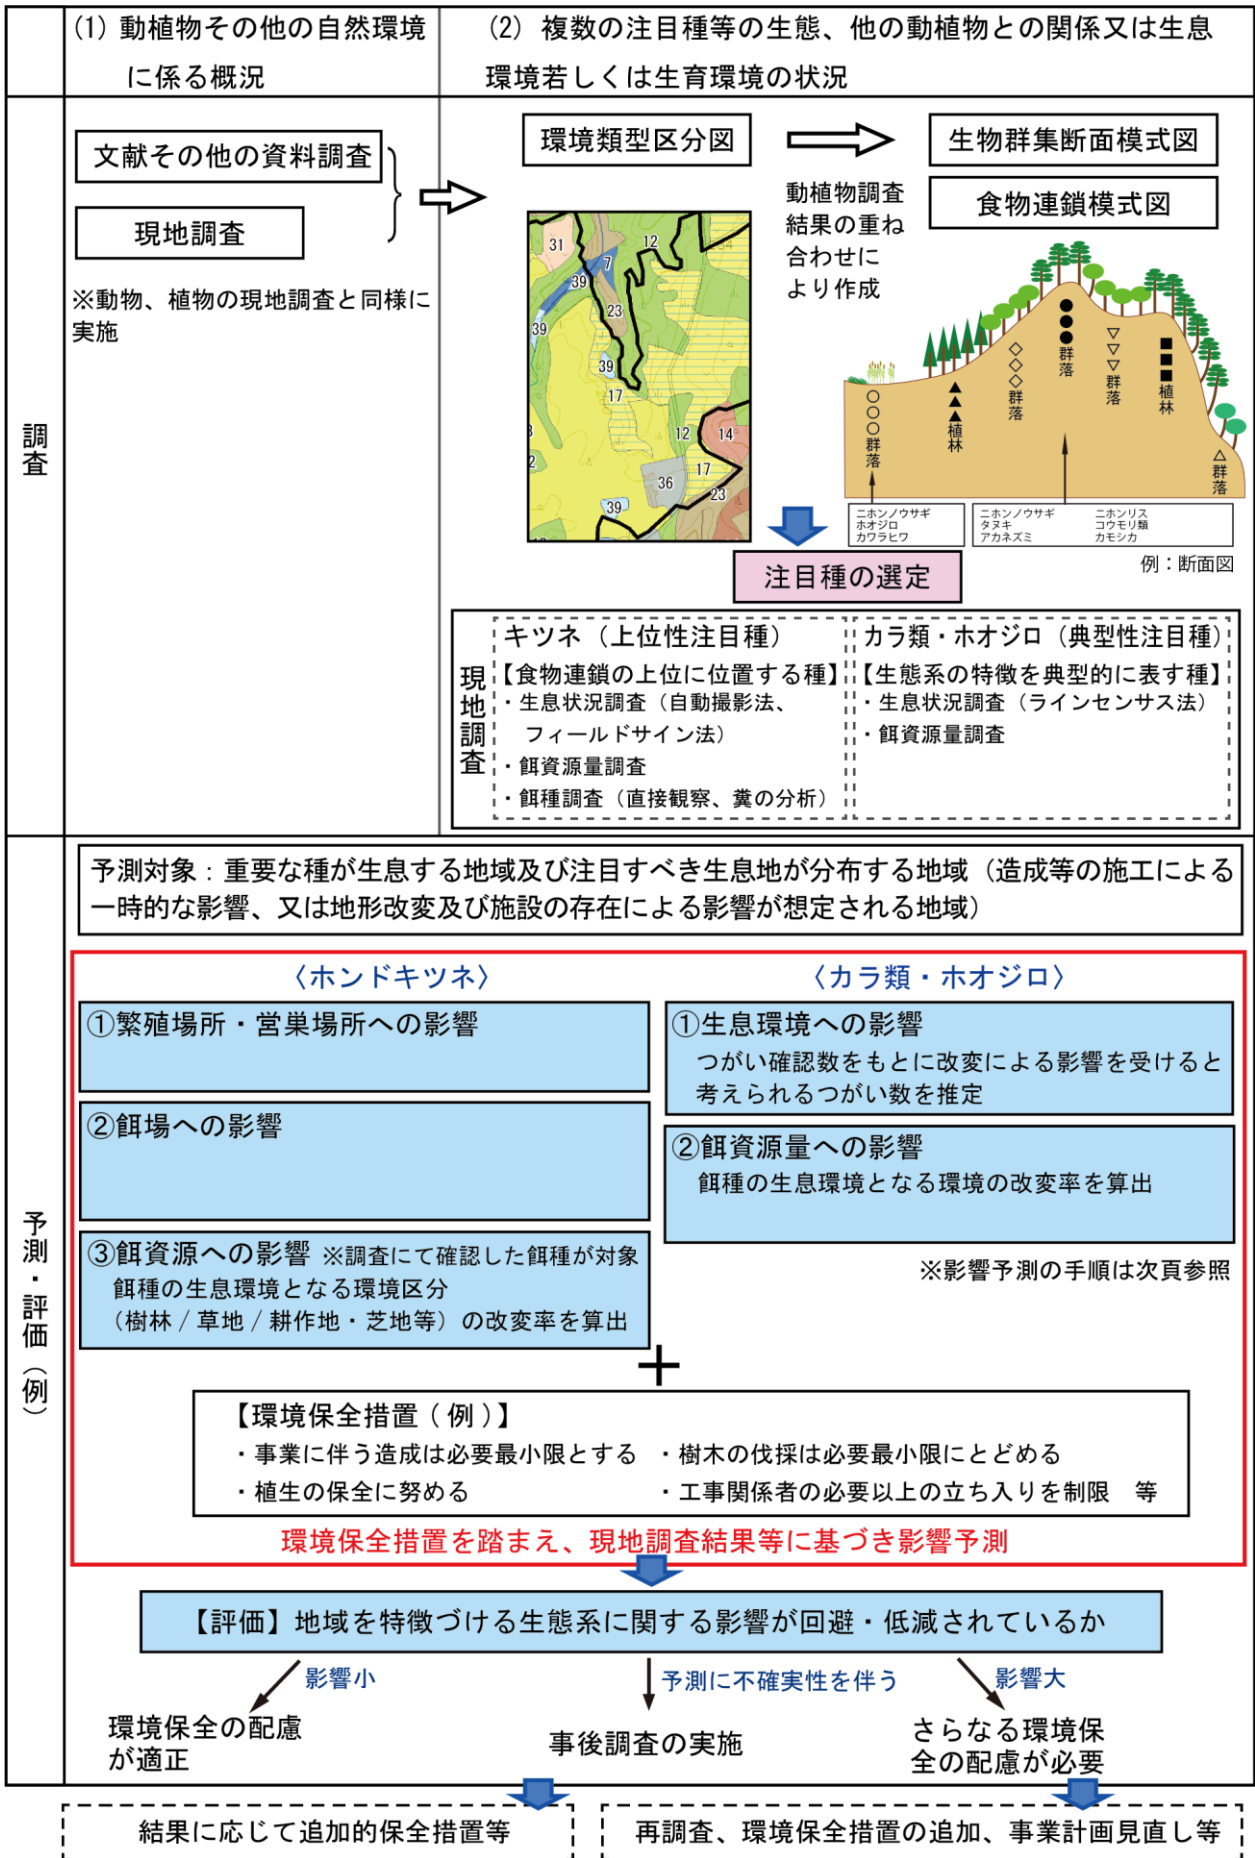 (1) 動植物その他の自然環境
に係る概況
(2) 複数の注目種等の生態、他の動植物との関係又は生息
環境若しくは生育環境の状況
調査
文献その他の資料調査
現地調査
※動物、植物の現地調査と同様に
実施
環境類型区分図
生物群集断面模式図
食物連鎖模式図
動植物調査
結果の重ね
合わせに
より作成
31
12
7
39
23
39
39
17
12
14
17
36
23
39
2
○○○群落
▲▲▲植林
◇◇◇群落
●●●群落
▽▽▽群落
■■■植林
△群落
ニホンノウサギ
ホオジロ
カワラヒワ
ニホンノウサギ
タヌキ
アカネズミ
ニホンリス
コウモリ類
カモシカ
例：断面図
注目種の選定
現地調査
キツネ（上位性注目種）
【食物連鎖の上位に位置する種】
・生息状況調査（自動撮影法、
フィールドサイン法）
・餌資源量調査
・餌種調査（直接観察、糞の分析）
カラ類・ホオジロ（典型性注目種）
【生態系の特徴を典型的に表す種】
・生息状況調査（ラインセンサス法）
・餌資源量調査
予測・評価（例）
予測対象：重要な種が生息する地域及び注目すべき生息地が分布する地域（造成等の施工による
一時的な影響、又は地形改変及び施設の存在による影響が想定される地域）
〈ホンドキツネ〉
①繁殖場所・営巣場所への影響
②餌場への影響
③餌資源への影響 ※調査にて確認した餌種が対象
餌種の生息環境となる環境区分
（樹林／草地／耕作地・芝地等）の改変率を算出
〈カラ類・ホオジロ〉
①生息環境への影響
つがい確認数をもとに改変による影響を受けると
考えられるつがい数を推定
②餌資源量への影響
餌種の生息環境となる環境の改変率を算出
※影響予測の手順は次頁参照
＋
【環境保全措置（例）】
・事業に伴う造成は必要最小限とする ・樹木の伐採は必要最小限にとどめる
・植生の保全に努める ・工事関係者の必要以上の立ち入りを制限 等
環境保全措置を踏まえ、現地調査結果等に基づき影響予測
【評価】地域を特徴づける生態系に関する影響が回避・低減されているか
影響小
予測に不確実性を伴う
影響大
環境保全の配慮
が適正
事後調査の実施
さらなる環境保
全の配慮が必要
結果に応じて追加的保全措置等
再調査、環境保全措置の追加、事業計画見直し等